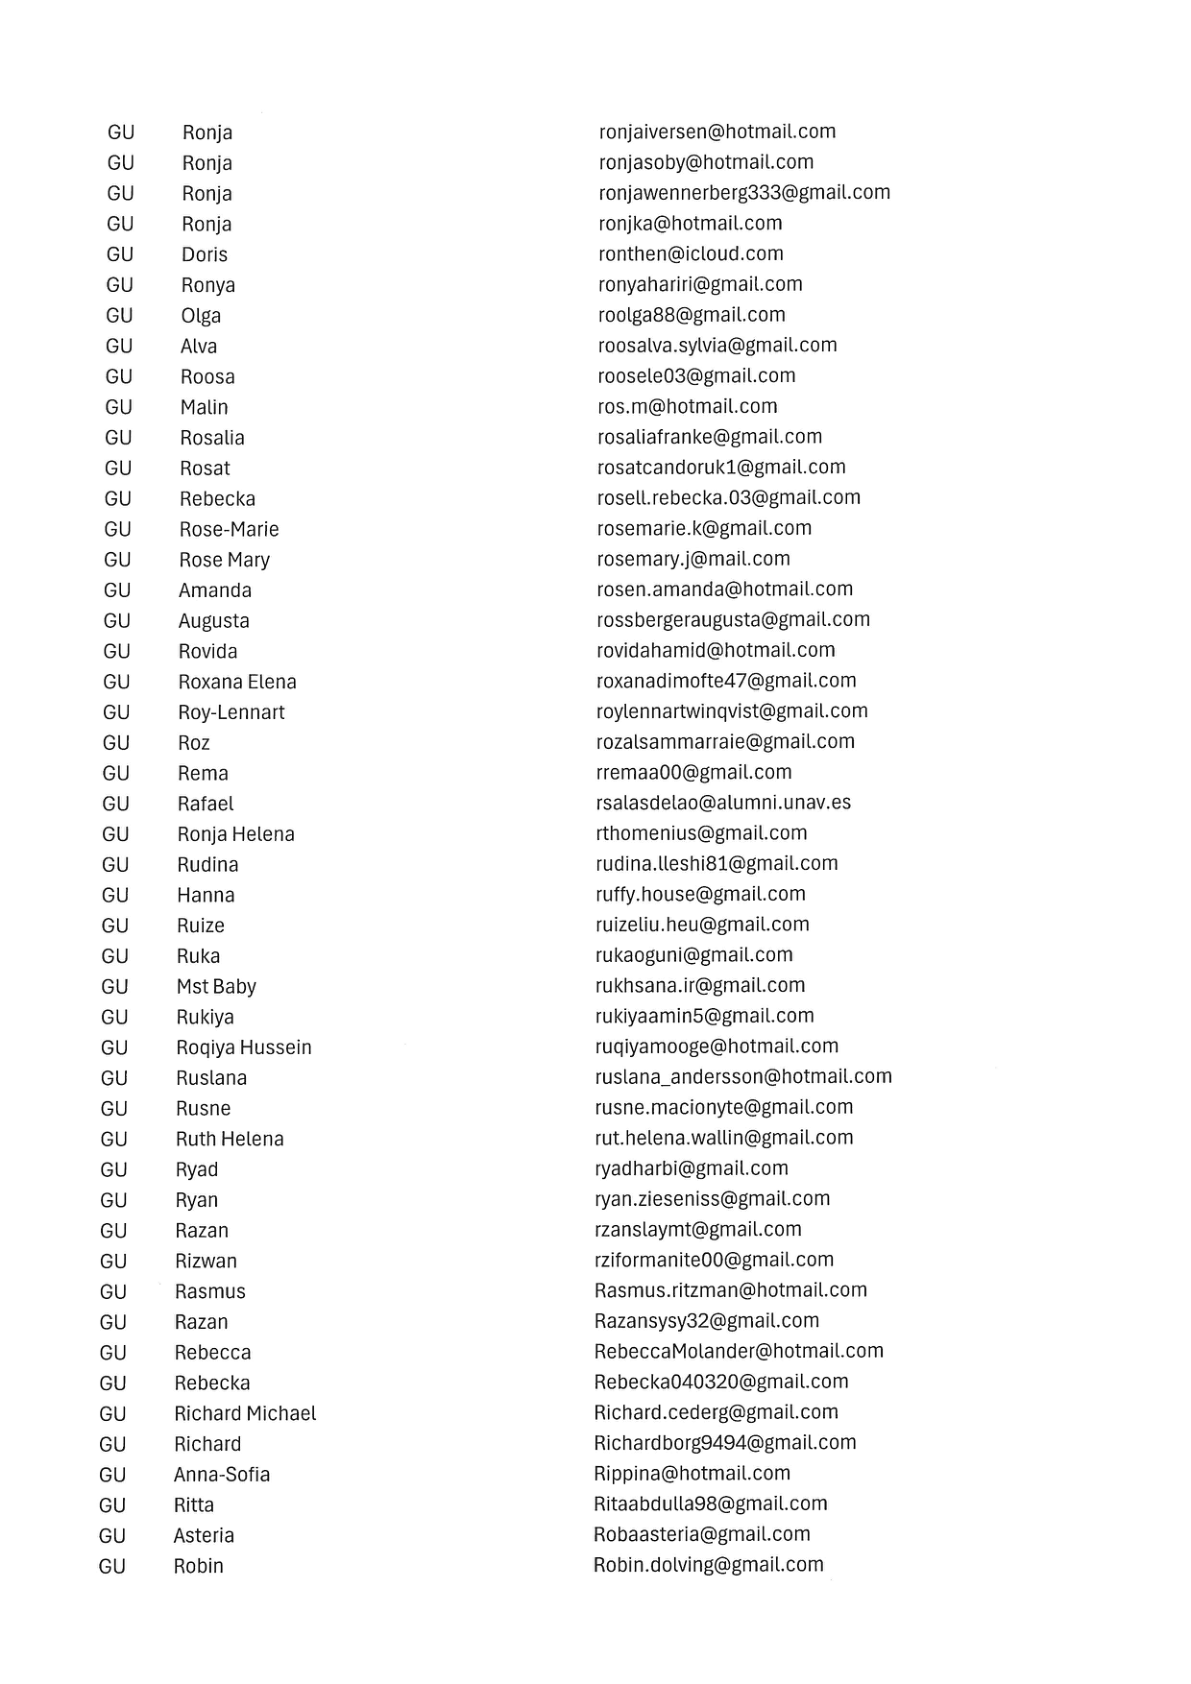 GU Ronja ronjaiversen@hotmail.com
GU Ronja ronjasoby@hotmail.com
GU Ronja ronjawennerberg333@gmail.com
GU Ronja ronjka@hotmail.com
GU Doris ronthen@icloud.com
GU Ronya ronyahariri@gmail.com
GU Olga roolga88@gmail.com
GU Alva roosalva.sylvia@gmail.com
GU Roosa roosele03@gmail.com
GU Malin ros.m@hotmail.com
GU Rosalia rosaliafranke@gmail.com
GU Rosat rosatcandoruk1@gmail.com
GU Rebecka rosell.rebecka.03@gmail.com
GU Rose-Marie rosemarie.k@gmail.com
GU Rose Mary rosemary.j@mail.com
GU Amanda rosen.amanda@hotmail.com
GU Augusta rossbergeraugusta@gmail.com
GU Rovida rovidahamid@hotmail.com
GU Roxana Elena roxanadimofte47@gmail.com
GU Roy-Lennart roylennartwinqvist@gmail.com
GU Roz rozalsammarraie@gmail.com
GU Rema rremaa00@gmail.com
GU Rafael rsalasdelao@alumni.unav.es
GU Ronja Helena rthomenius@gmail.com
GU Rudina rudina.lleshi81@gmail.com
GU Hanna ruffy.house@gmail.com
GU Ruize ruizeliu.heu@gmail.com
GU Ruka rukaoguni@gmail.com
GU Mst Baby rukhsana.ir@gmail.com
GU Rukiya rukiyaamin5@gmail.com
GU Roqiya Hussein ruqiyamooge@hotmail.com
GU Ruslana ruslana_andersson@hotmail.com
GU Rusne rusne.macionyte@gmail.com
GU Ruth Helena rut.helena.wallin@gmail.com
GU Ryad ryadharbi@gmail.com
GU Ryan ryan.zieseniss@gmail.com
GU Razan rzanslaymt@gmail.com
GU Rizwan rziformanite00@gmail.com
GU Rasmus Rasmus.ritzman@hotmail.com
GU Razan Razansysy32@gmail.com
GU Rebecca RebeccaMolander@hotmail.com
GU Rebecka Rebecka040320@gmail.com
GU Richard Michael Richard.cederg@gmail.com
GU Richard Richardborg9494@gmail.com
GU Anna-Sofia Rippina@hotmail.com
GU Ritta Ritaabdulla98@gmail.com
GU Asteria Robaasteria@gmail.com
GU Robin Robin.dolving@gmail.com